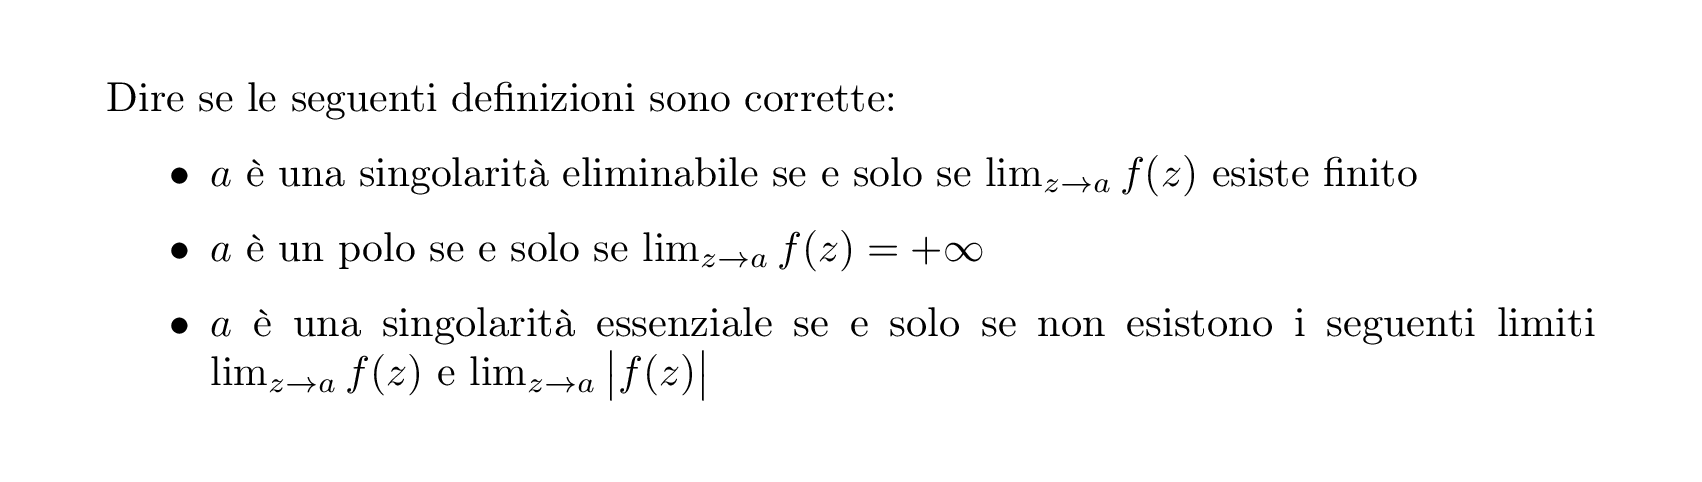 Dire se le seguenti definizioni sono corrette:
• a è una singolarità eliminabile se e solo se lim_{z→a} f(z) esiste finito
• a è un polo se e solo se lim_{z→a} f(z) = +∞
• a è una singolarità essenziale se e solo se non esistono i seguenti limiti
lim_{z→a} f(z) e lim_{z→a} |f(z)|